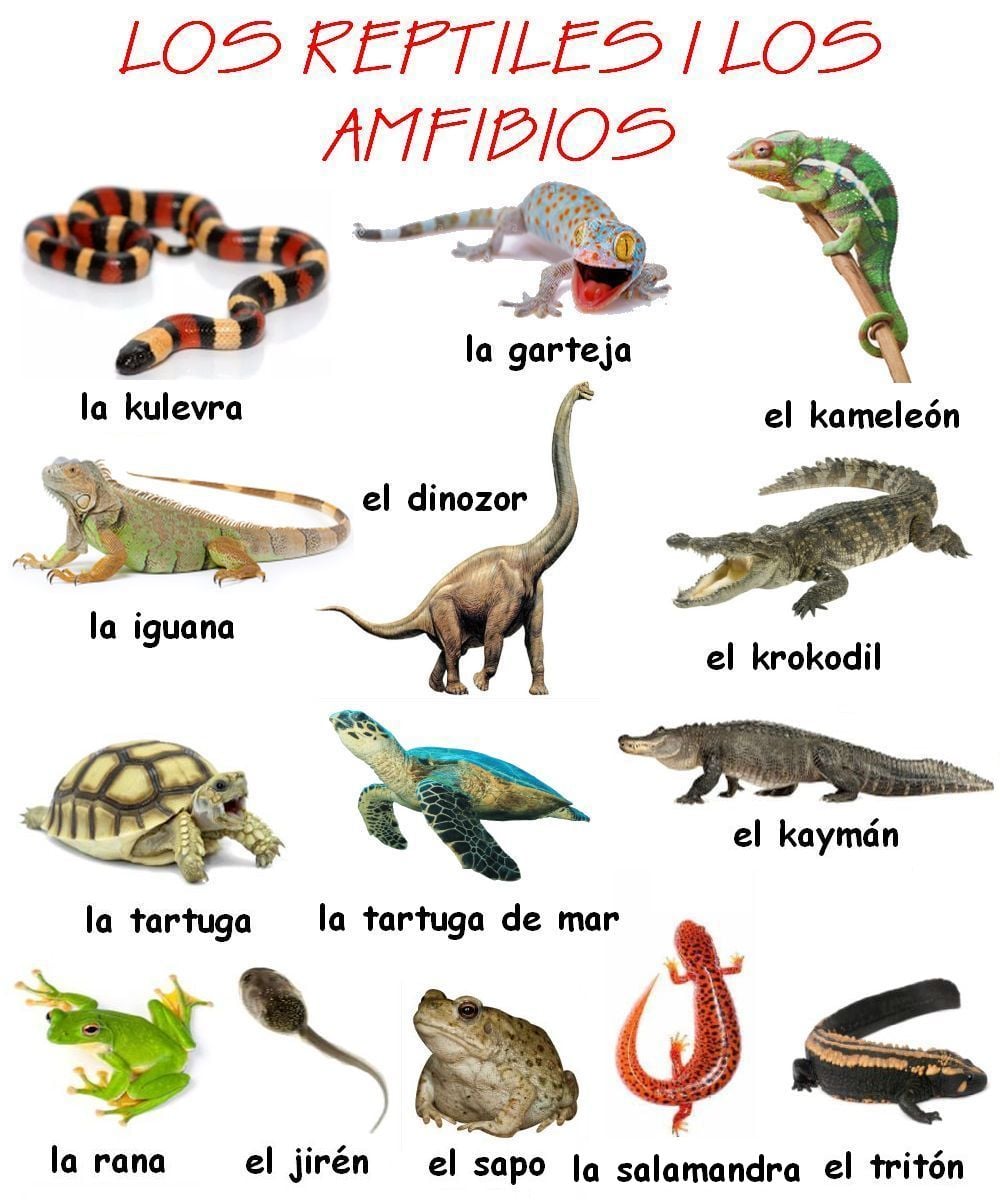 LOS REPTILES I LOS
AMFIBIOS
la kulevra
la garteja
el kameleón
la iguana
el dinozor
el krokodil
la tartuga
la tartuga de mar
el kaymán
la rana
el jirén
el sapo
la salamandra
el tritón